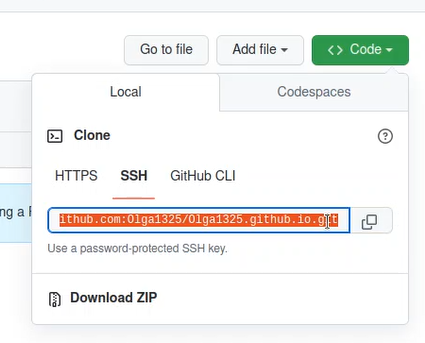 Go to file
Add file
Code
Local
Codespaces
Clone
HTTPS
SSH
GitHub CLI
ng a
ithub.com:Olga1325/Olga1325.github.io.git
Use a password-protected SSH key.
Download ZIP